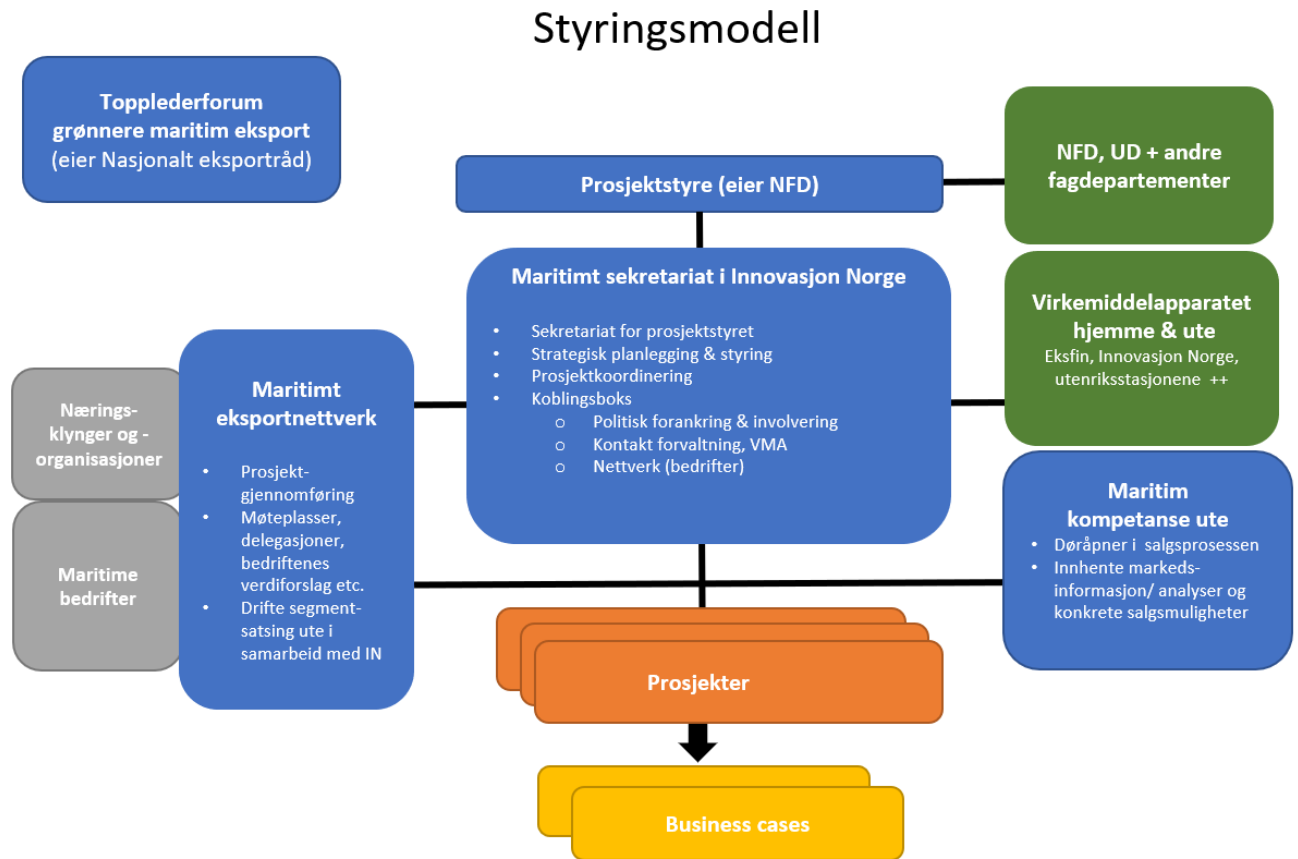 Styringsmodell
Topplederforum
grønnere maritim eksport
(eier Nasjonalt eksportråd)
Prosjektstyre (eier NFD)
NFD, UD + andre
fagdepartementer
Maritimt sekretariat i Innovasjon Norge
• Sekretariat for prosjektstyret
• Strategisk planlegging & styring
• Prosjektkoordinering
• Koblingsboks
o Politisk forankring & involvering
o Kontakt forvaltning, VMA
o Nettverk (bedrifter)
Virkemiddelapparatet
hjemme & ute
Eksfin, Innovasjon Norge,
utenriksstasjonene ++
Nærings-
klynger og -
organisasjoner
Maritime
bedrifter
Maritimt
eksportnettverk
• Prosjekt-
gjennomføring
• Møteplasser,
delegasjoner,
bedriftenes
verdiforslag etc.
• Drifte segment-
satsing ute i
samarbeid med IN
Maritim
kompetanse ute
• Døråpner i salgsprosessen
• Innhente markeds-
informasjon/ analyser og
konkrete salgsmuligheter
Prosjekter
Business cases